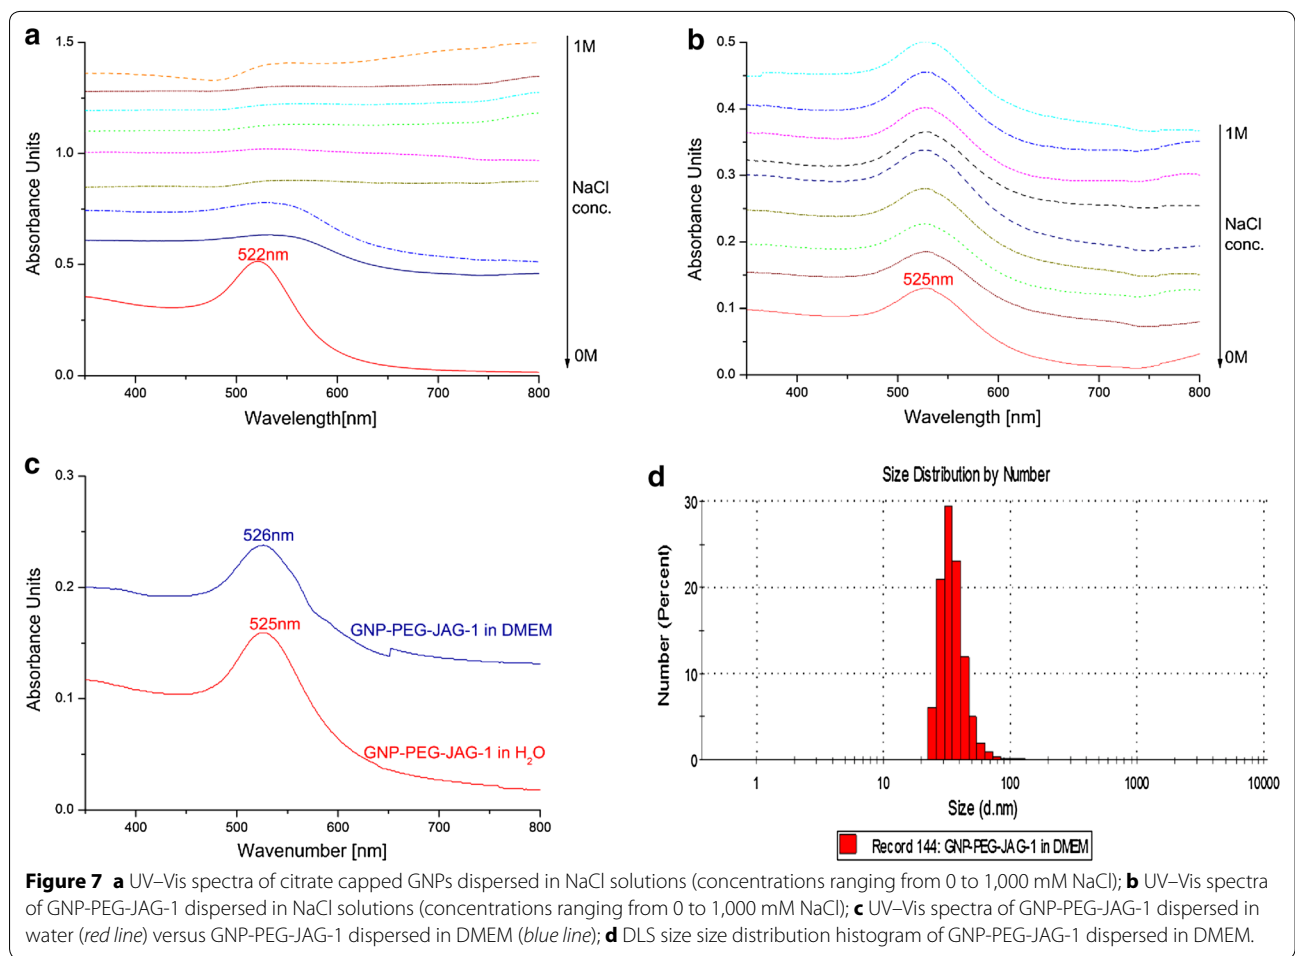 a
1.5
1.0
0.5
0.0
Absorbance Units
400
500
600
700
800
Wavelength[nm]
522nm
1M
NaCl
conc.
0M
b
0.5
0.4
0.3
0.2
0.1
0.0
Absorbance Units
400
500
600
700
800
Wavelength [nm]
525nm
1M
NaCl
conc.
0M
c
0.3
0.2
0.1
0.0
Absorbance Units
400
500
600
700
800
Wavenumber [nm]
526nm
GNP-PEG-JAG-1 in DMEM
525nm
GNP-PEG-JAG-1 in H2O
d
Size Distribution by Number
30
20
10
0
Number (Percent)
1
10
100
1000
10000
Size (d.nm)
Record 144: GNP-PEG-JAG-1 in DMEM
Figure 7 a UV–Vis spectra of citrate capped GNPs dispersed in NaCl solutions (concentrations ranging from 0 to 1,000 mM NaCl); b UV–Vis spectra
of GNP-PEG-JAG-1 dispersed in NaCl solutions (concentrations ranging from 0 to 1,000 mM NaCl); c UV–Vis spectra of GNP-PEG-JAG-1 dispersed in
water (red line) versus GNP-PEG-JAG-1 dispersed in DMEM (blue line); d DLS size size distribution histogram of GNP-PEG-JAG-1 dispersed in DMEM.